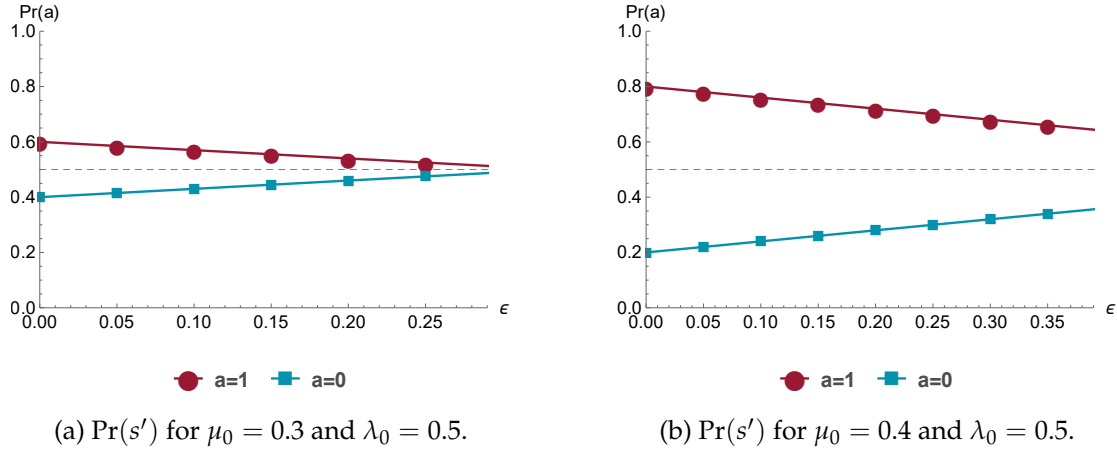 Pr(a)
1.0
0.8
0.6
0.4
0.2
0.0
0.00 0.05 0.10 0.15 0.20 0.25 ϵ
a=1 a=0
(a) Pr(s′) for μ0 = 0.3 and λ0 = 0.5.
Pr(a)
1.0
0.8
0.6
0.4
0.2
0.0
0.00 0.05 0.10 0.15 0.20 0.25 0.30 0.35 ϵ
a=1 a=0
(b) Pr(s′) for μ0 = 0.4 and λ0 = 0.5.